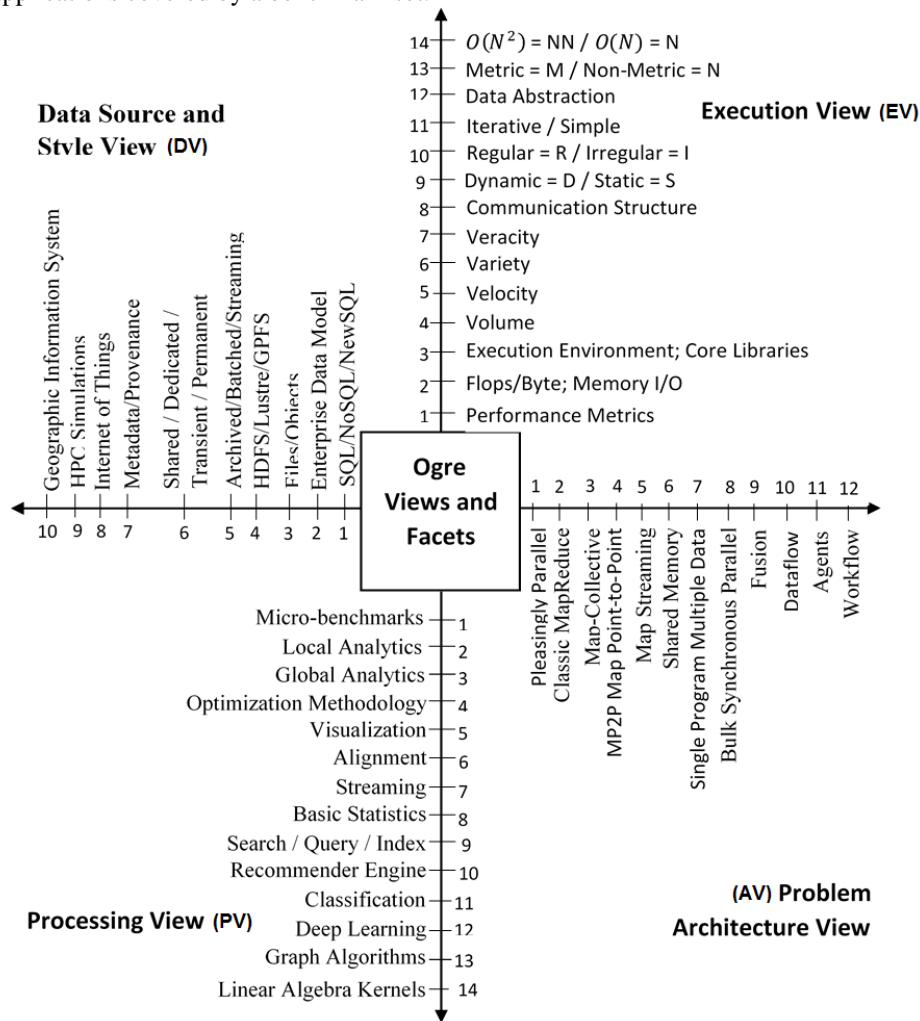 applications covered by a
14 O(N²) = NN / O(N) = N
13 Metric = M / Non-Metric = N
12 Data Abstraction
11 Iterative / Simple
10 Regular = R / Irregular = I
9 Dynamic = D / Static = S
8 Communication Structure
7 Veracity
6 Variety
5 Velocity
4 Volume
3 Execution Environment; Core Libraries
2 Flops/Byte; Memory I/O
1 Performance Metrics
Execution View (EV)
Data Source and
Style View (DV)
Geographic Information System
HPC Simulations
Internet of Things
Metadata/Provenance
Shared / Dedicated /
Transient / Permanent
Archived/Batched/Streaming
HDFS/Lustre/GPFS
Files/Objects
Enterprise Data Model
SQL/NoSQL/NewSQL
10 9 8 7 6 5 4 3 2 1
Ogre
Views and
Facets
1 2 3 4 5 6 7 8 9 10 11 12
Pleasingly Parallel
Classic MapReduce
Map-Collective
MP2P Map Point-to-Point
Map Streaming
Shared Memory
Single Program Multiple Data
Bulk Synchronous Parallel
Fusion
Dataflow
Agents
Workflow
Micro-benchmarks 1
Local Analytics 2
Global Analytics 3
Optimization Methodology 4
Visualization 5
Alignment 6
Streaming 7
Basic Statistics 8
Search / Query / Index 9
Recommender Engine 10
Classification 11
Deep Learning 12
Graph Algorithms 13
Linear Algebra Kernels 14
Processing View (PV)
(AV) Problem
Architecture View